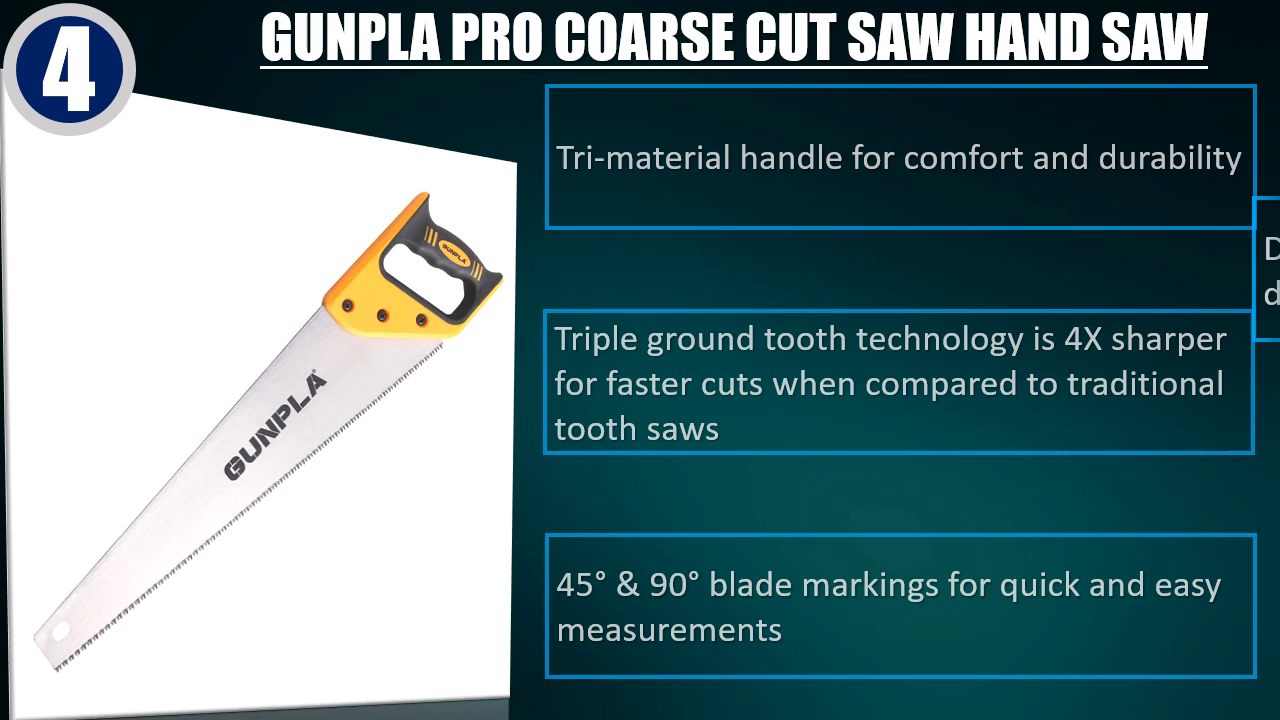 4
GUNPLA PRO COARSE CUT SAW HAND SAW
Tri-material handle for comfort and durability
D
d
Triple ground tooth technology is 4X sharper
for faster cuts when compared to traditional
tooth saws
45° & 90° blade markings for quick and easy
measurements
GUNPLA
GUNPLA®